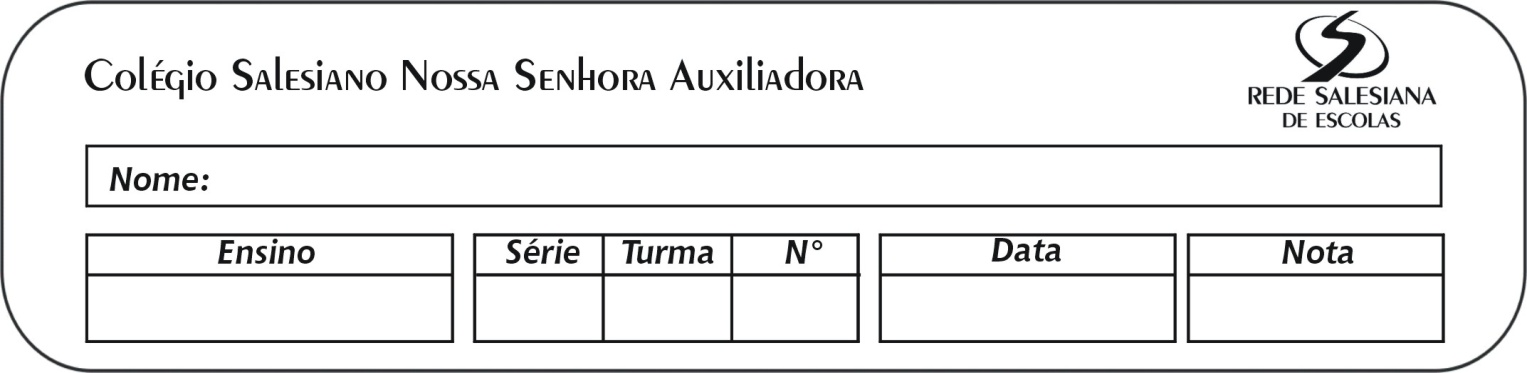 Colégio Salesiano Nossa Senhora Auxiliadora
REDE SALESIANA
DE ESCOLAS
Nome:
Ensino Série Turma N° Data Nota